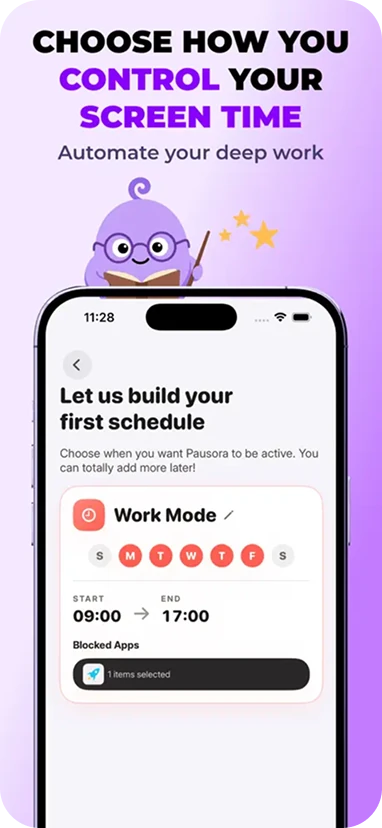 CHOOSE HOW YOU
CONTROL YOUR
SCREEN TIME
Automate your deep work
11:28
Let us build your
first schedule
Choose when you want Pausora to be active. You
can totally add more later!
Work Mode
S M T W T F S
START END
09:00 → 17:00
Blocked Apps
1 items selected